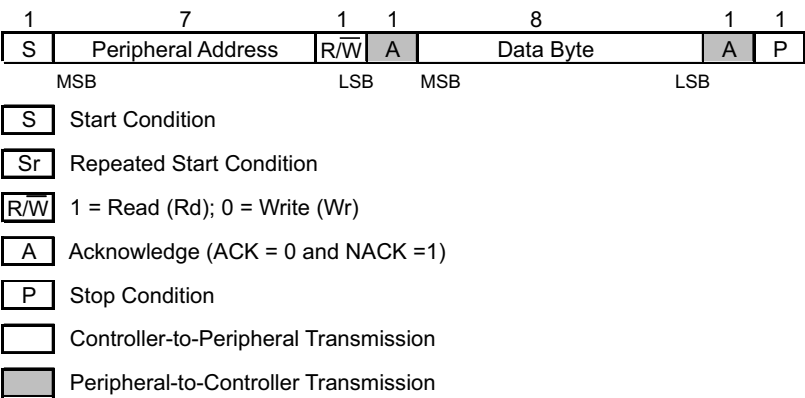 1 7 1 1 8 1 1
S Peripheral Address R/W̅ A Data Byte A P
MSB LSB MSB LSB
S Start Condition
Sr Repeated Start Condition
R/W̅ 1 = Read (Rd); 0 = Write (Wr)
A Acknowledge (ACK = 0 and NACK =1)
P Stop Condition
Controller-to-Peripheral Transmission
Peripheral-to-Controller Transmission